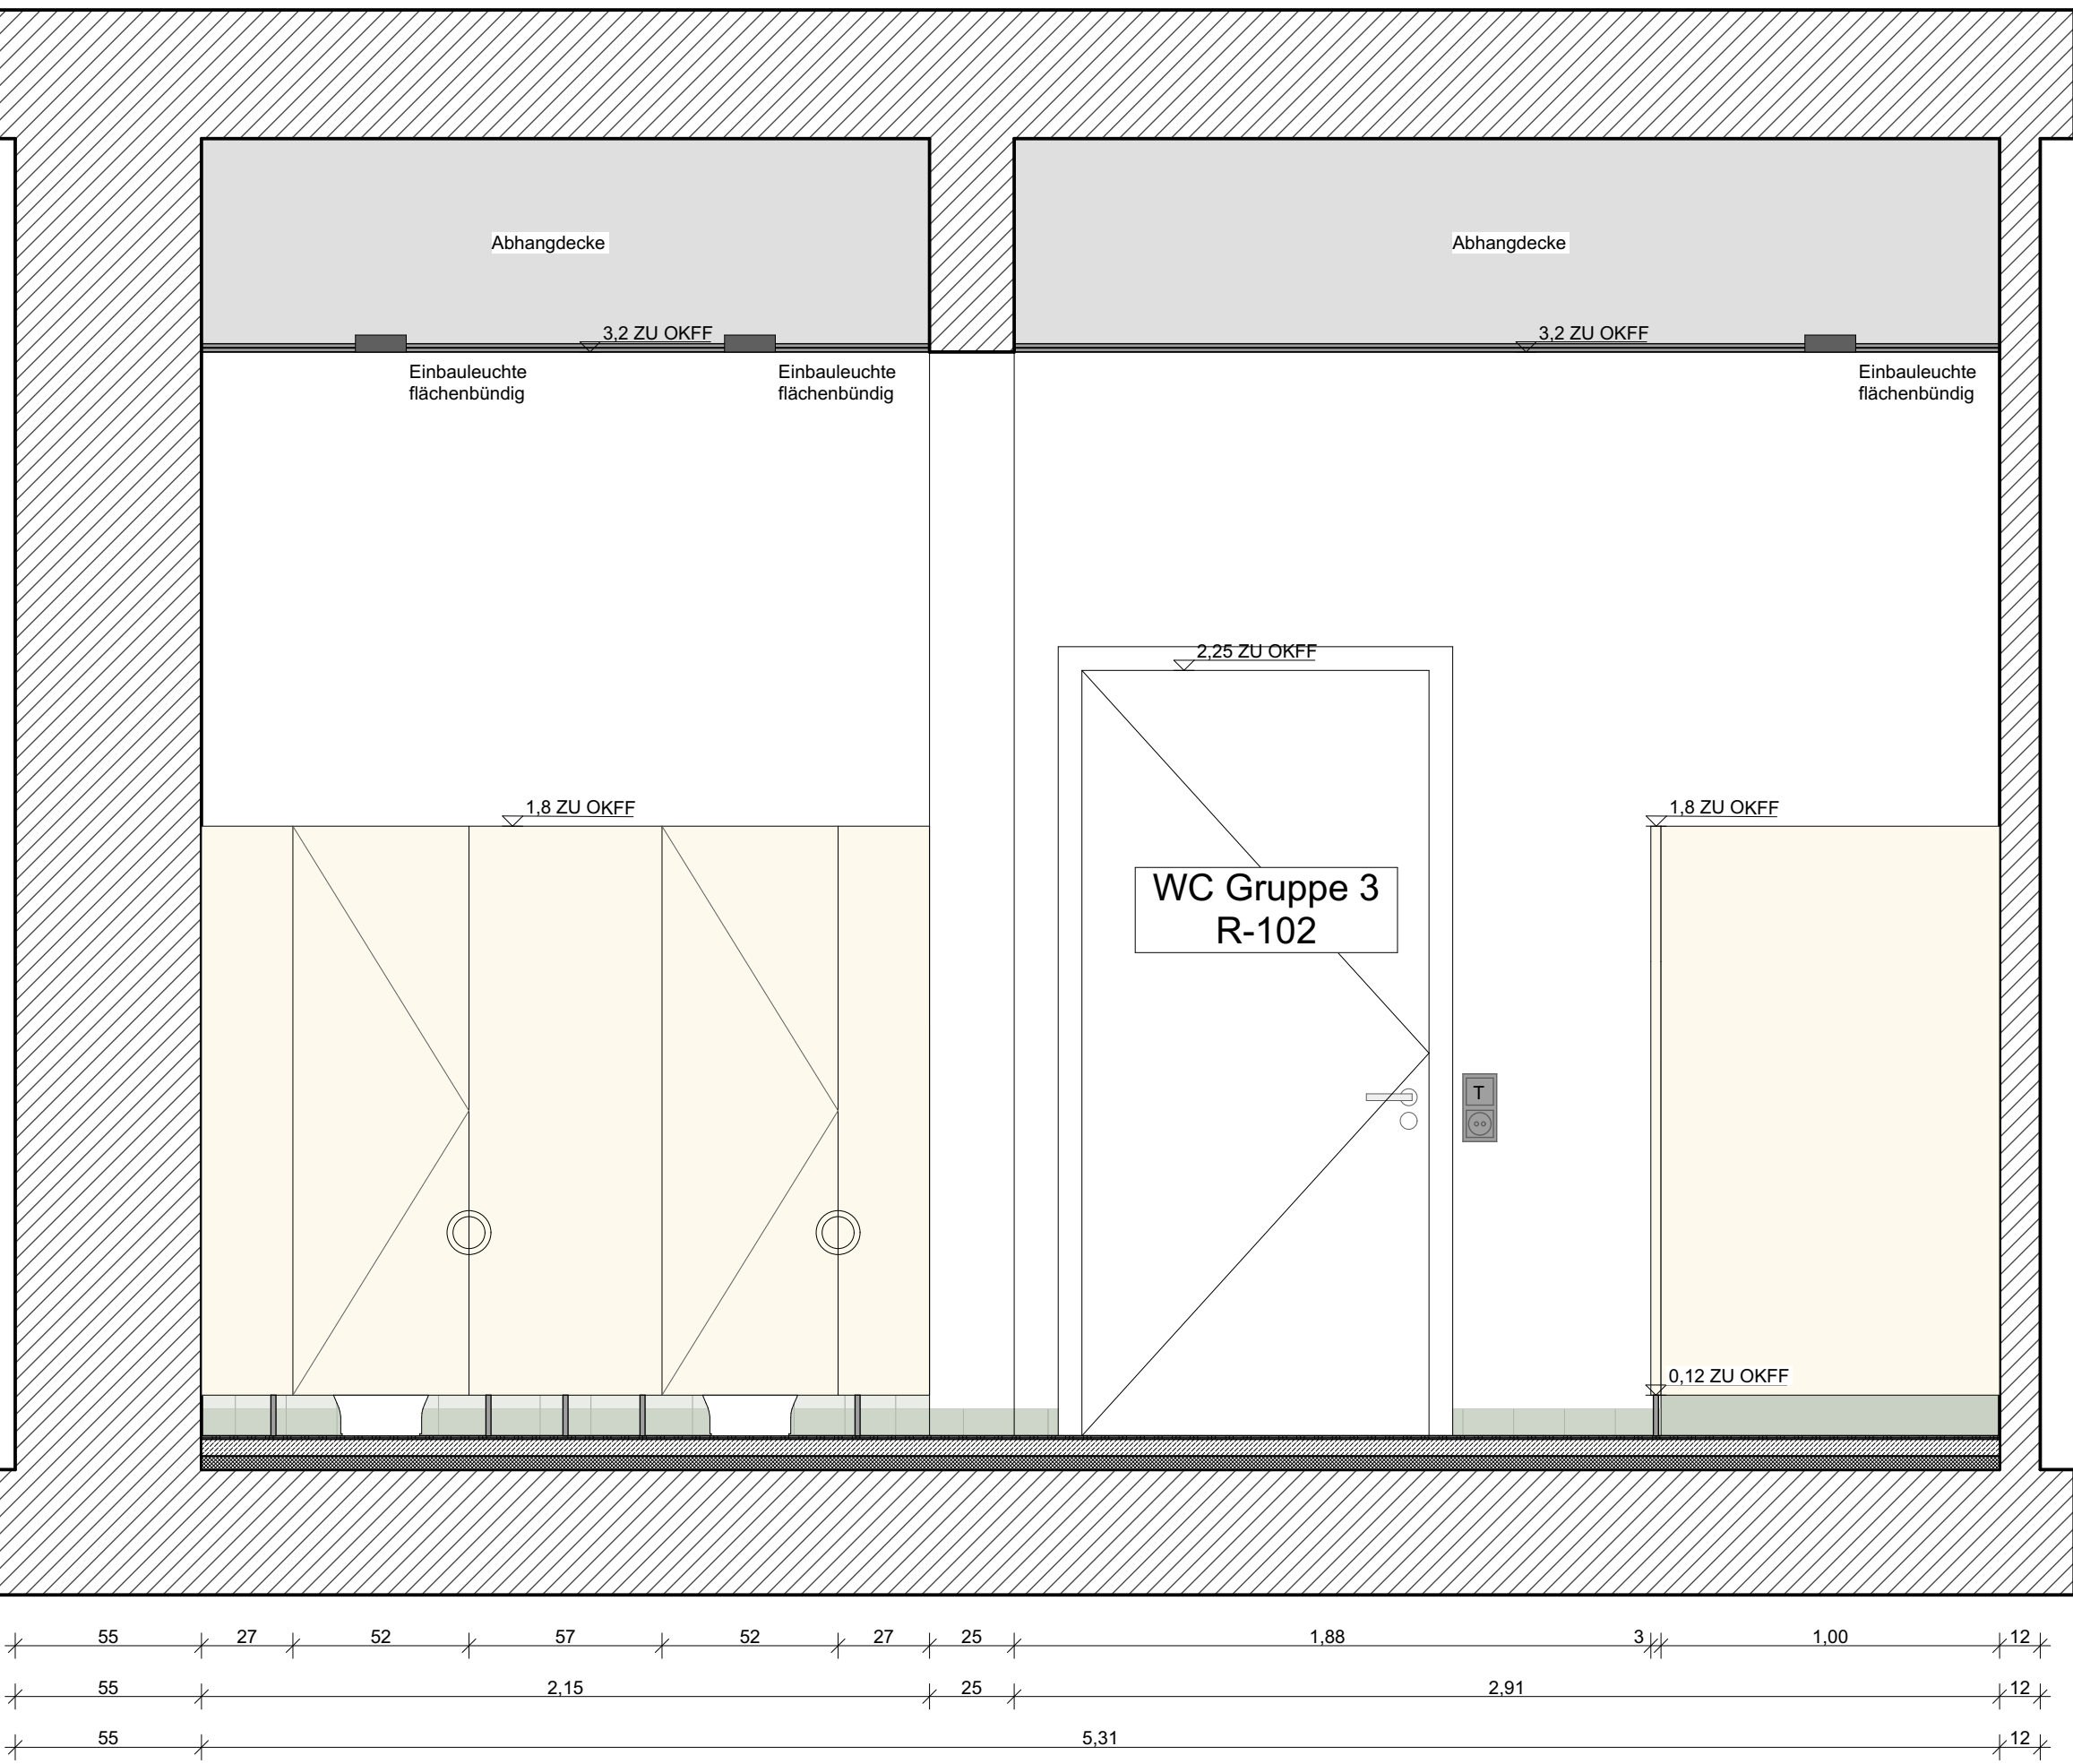 Abhangdecke
Abhangdecke
3,2 ZU OKFF
3,2 ZU OKFF
Einbauleuchte
flächenbündig
Einbauleuchte
flächenbündig
Einbauleuchte
flächenbündig
2,25 ZU OKFF
1,8 ZU OKFF
1,8 ZU OKFF
WC Gruppe 3
R-102
T
0,12 ZU OKFF
55 27 52 57 52 27 25 1,88 3 1,00 12
55 2,15 25 2,91 12
55 5,31 12